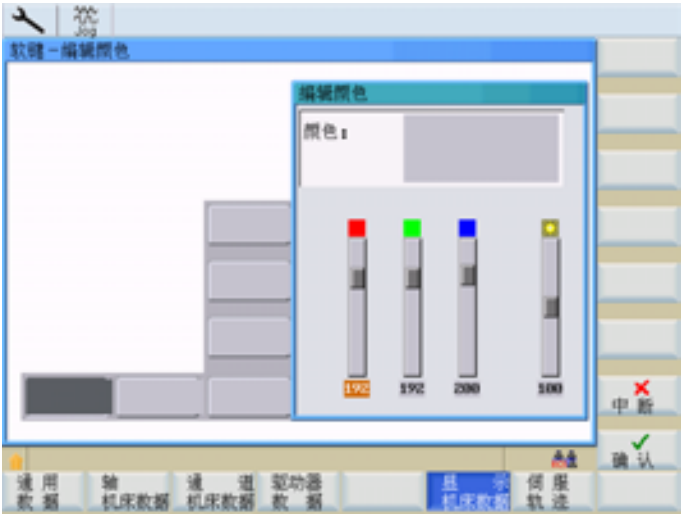 Jog
软键-编辑颜色
编辑颜色
颜色:
192 192 200 100
中断
确认
通用 轴 通道 驱动器 显示 伺服
数据 机床数据 机床数据 数据 机床数据 轨迹